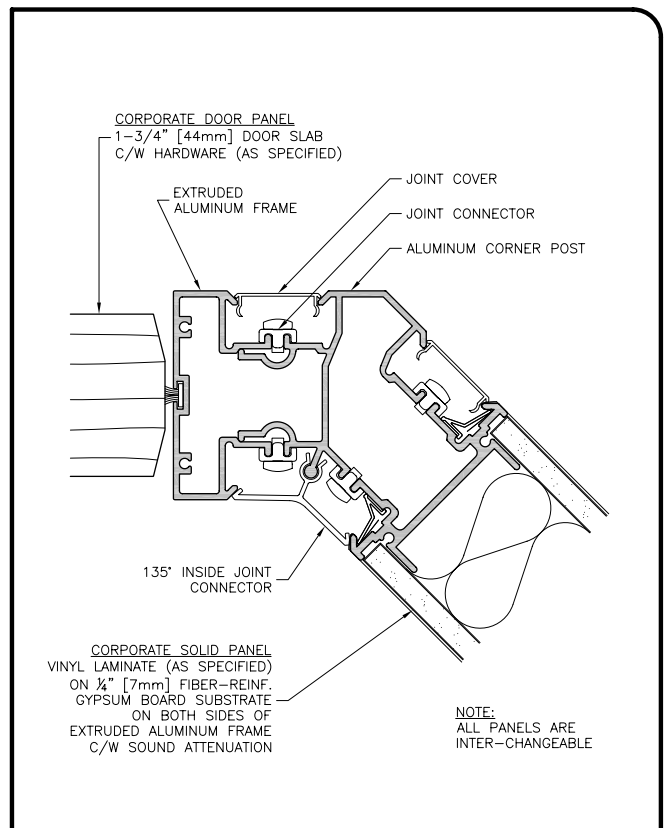 CORPORATE DOOR PANEL
1-3/4" [44mm] DOOR SLAB
C/W HARDWARE (AS SPECIFIED)
EXTRUDED
ALUMINUM FRAME
JOINT COVER
JOINT CONNECTOR
ALUMINUM CORNER POST
135° INSIDE JOINT
CONNECTOR
CORPORATE SOLID PANEL
VINYL LAMINATE (AS SPECIFIED)
ON ¼" [7mm] FIBER-REINF.
GYPSUM BOARD SUBSTRATE
ON BOTH SIDES OF
EXTRUDED ALUMINUM FRAME
C/W SOUND ATTENUATION
NOTE:
ALL PANELS ARE
INTER-CHANGEABLE